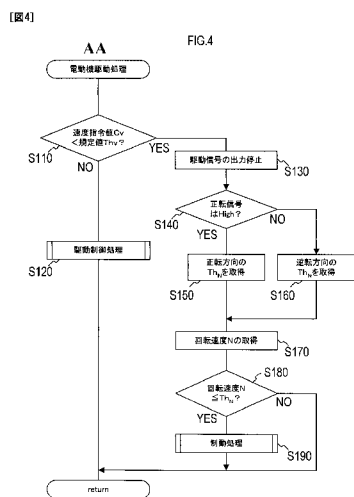 [図4]
FIG.4
AA
電動機駆動処理
速度指令値Cv
<規定値Thv?
S110
YES
NO
駆動信号の出力停止
S130
正転信号
はHigh?
S140
NO
YES
駆動制御処理
S120
正転方向の
ThNを取得
S150
逆転方向の
ThNを取得
S160
回転速度Nの取得
S170
S180
回転速度N
≦ThN?
NO
YES
制動処理
S190
return